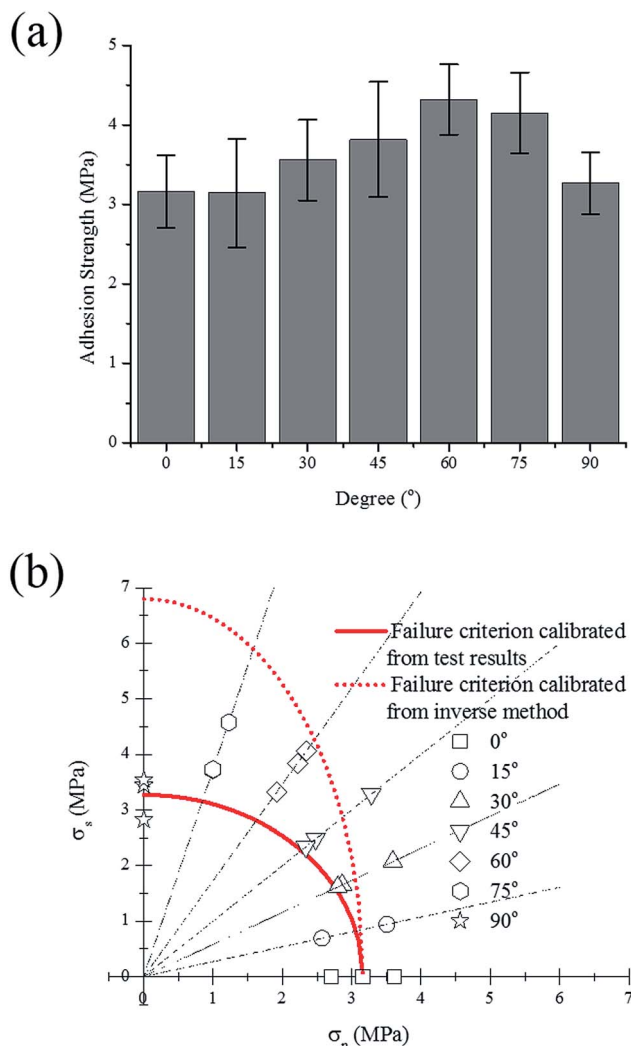 (a)
5
4
3
2
1
0
Adhesion Strength (MPa)
0 15 30 45 60 75 90
Degree (°)
(b)
7
6
5
4
3
2
1
0
σs (MPa)
Failure criterion calibrated
from test results
Failure criterion calibrated
from inverse method
0°
15°
30°
45°
60°
75°
90°
0 1 2 3 4 5 6 7
σn (MPa)